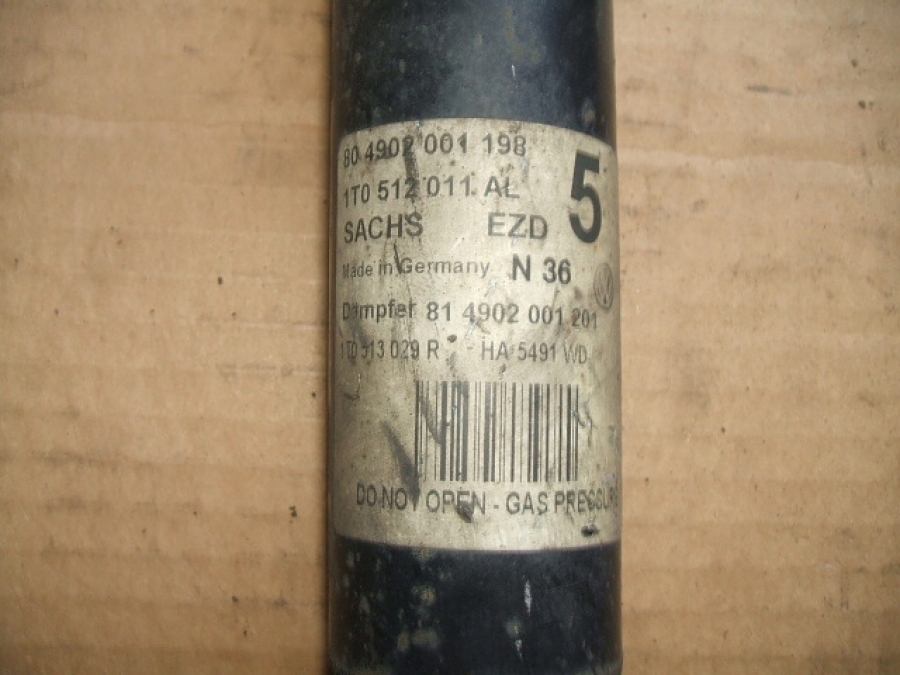 80 4902 001 198
1T0 512 011 AL
5
SACHS EZD
Made in Germany N 36
Dämpfer 81 4902 001 201
1T0 513 029 R - HA 5491 WD
DO NOT OPEN - GAS PRESSURE